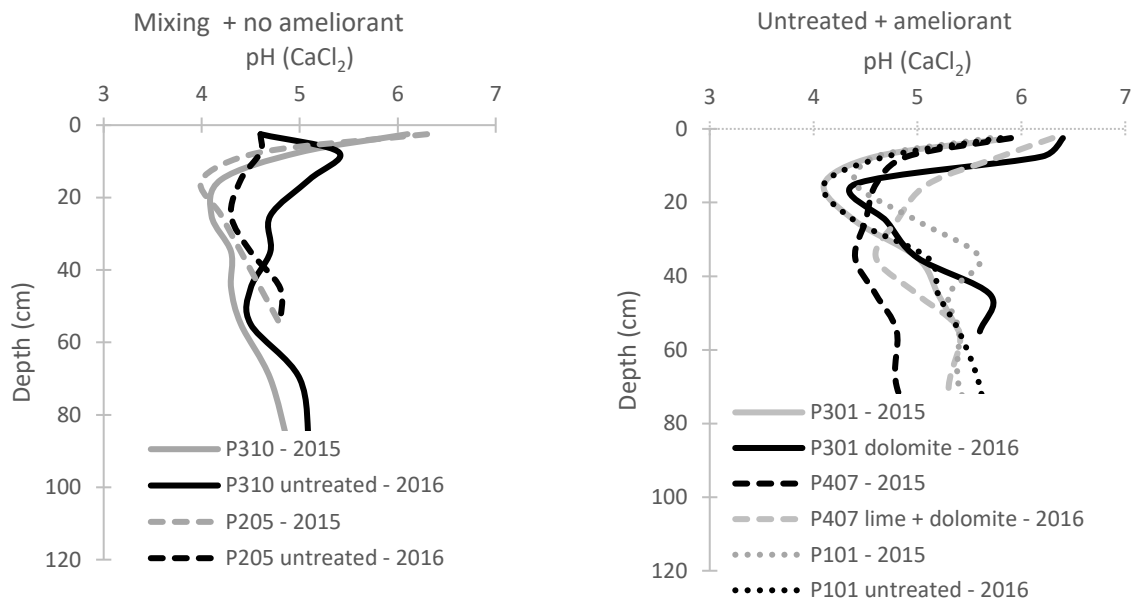 Mixing + no ameliorant
pH (CaCl2)
3 4 5 6 7
0
20
40
60
80
100
120
Depth (cm)
P310 - 2015
P310 untreated - 2016
P205 - 2015
P205 untreated - 2016
Untreated + ameliorant
pH (CaCl2)
3 4 5 6 7
0
20
40
60
80
100
120
Depth (cm)
P301 - 2015
P301 dolomite - 2016
P407 - 2015
P407 lime + dolomite - 2016
P101 - 2015
P101 untreated - 2016